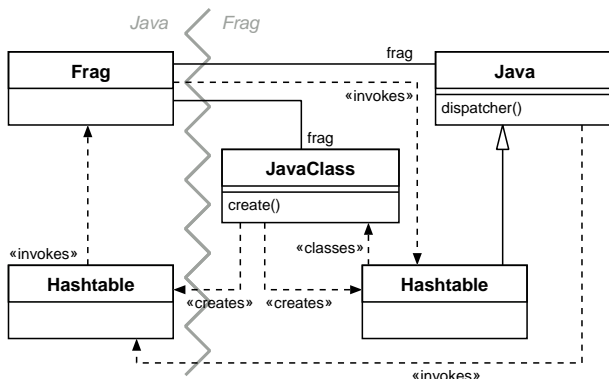 Java Frag
frag
Frag
Java
«invokes»
dispatcher()
frag
JavaClass
create()
«invokes»
«classes»
Hashtable
Hashtable
«creates»
«creates»
«invokes»